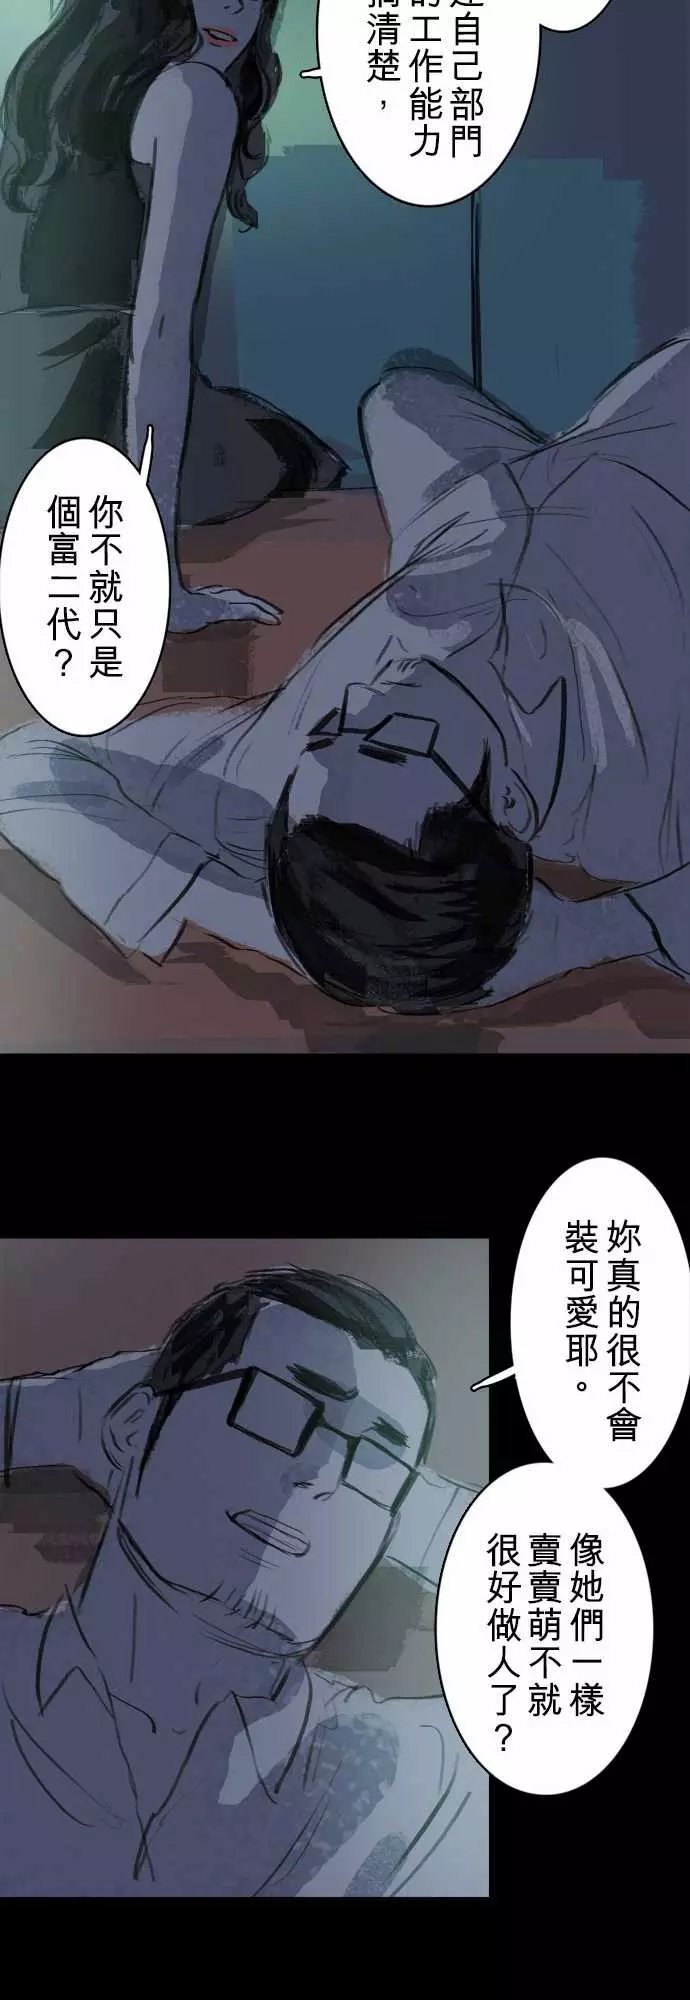 自己部門
的工作能力
搞清楚，
你不就只是
個富二代？
妳真的很不會
裝可愛耶。
像她們一樣
賣賣萌不就
很好做人了？